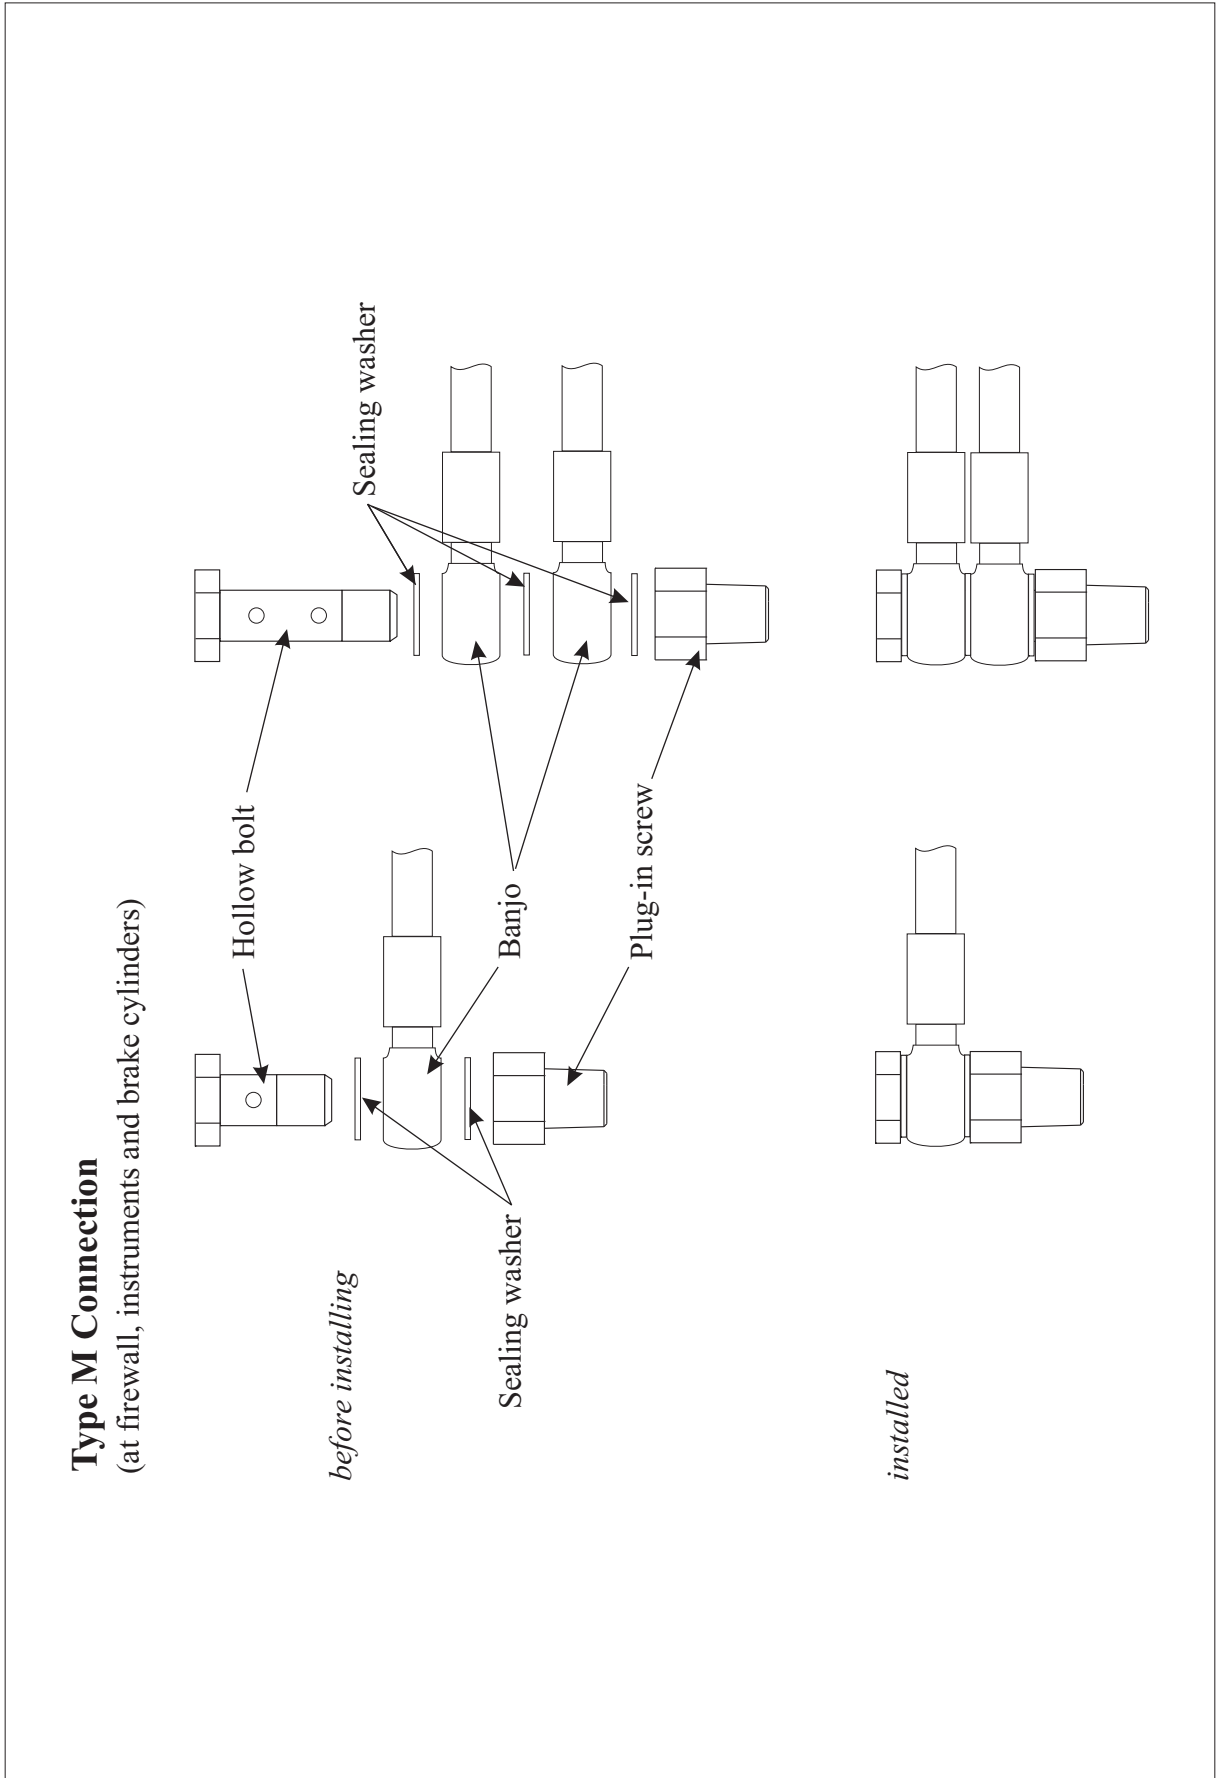 Type M Connection
(at firewall, instruments and brake cylinders)
Hollow bolt
before installing
Sealing washer
Banjo
Sealing washer
Plug-in screw
installed